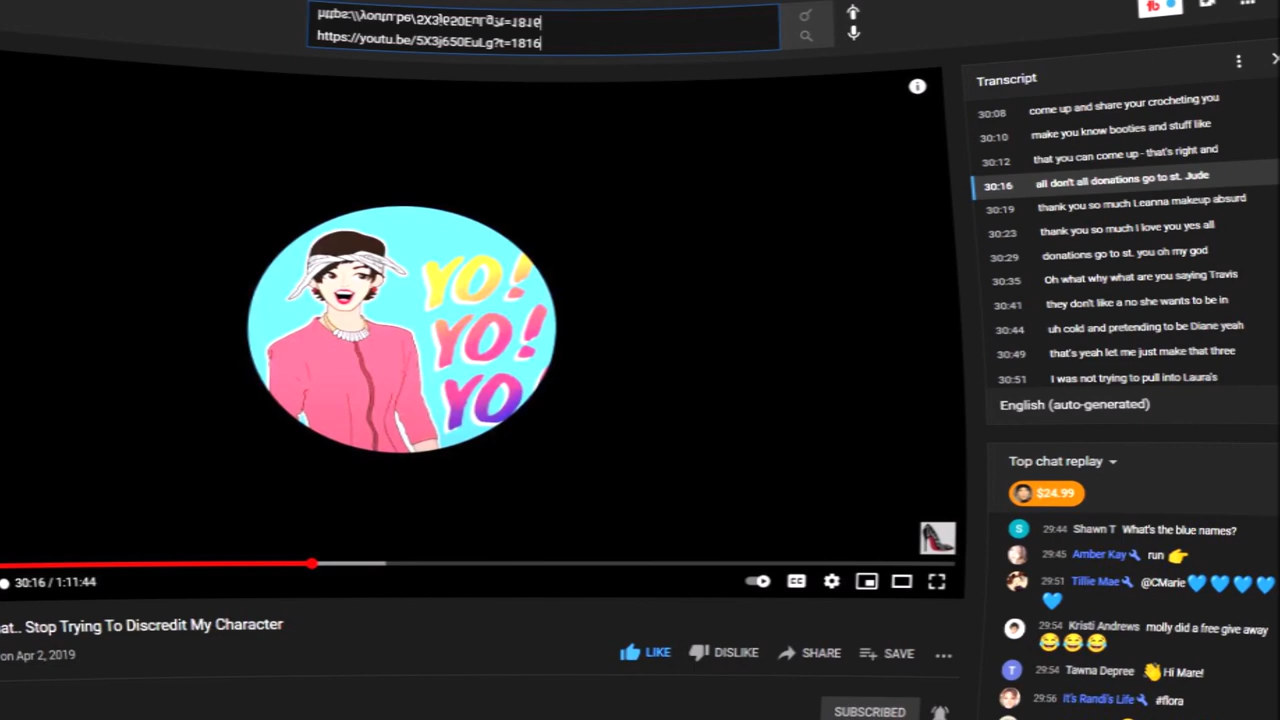 https://youtu.be/5X3j650EuLg?t=1816
https://youtu.be/5X3j650EuLg?t=1816
Transcript
30:08 come up and share your crocheting you
30:10 make you know booties and stuff like
30:12 that you can come up - that's right and
30:16 all don't all donations go to st. Jude
30:19 thank you so much Leanna makeup absurd
30:23 thank you so much I love you yes all
30:29 donations go to st. you oh my god
30:35 Oh what why what are you saying Travis
30:41 they don't like a no she wants to be in
30:44 uh cold and pretending to be Diane yeah
30:49 that's yeah let me just make that three
30:51 I was not trying to pull into Laura's
English (auto-generated)
YO!
YO!
YO
CC
30:16 / 1:11:44
at.. Stop Trying To Discredit My Character
on Apr 2, 2019
LIKE DISLIKE SHARE SAVE
SUBSCRIBED
Top chat replay
$24.99
S 29:44 Shawn T What's the blue names?
29:45 Amber Kay run
29:51 Tillie Mae @CMarie
29:54 Kristi Andrews molly did a free give away
T 29:54 Tawna Depree Hi Mare!
29:56 It's Randi's Life #flora